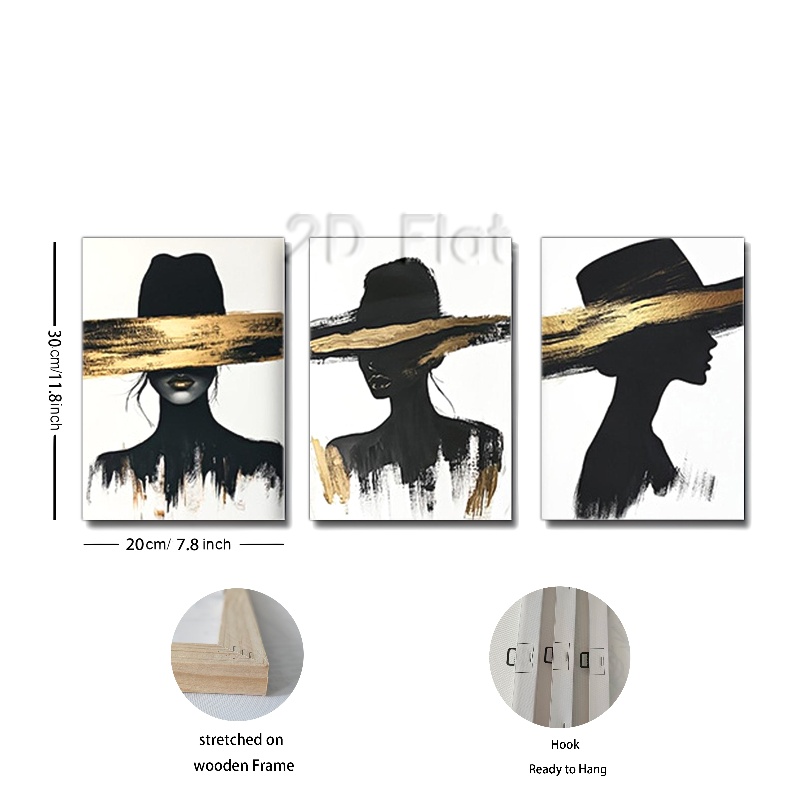 2D Flat
30cm/11.8inch
20cm/ 7.8 inch
stretched on
wooden Frame
Hook
Ready to Hang